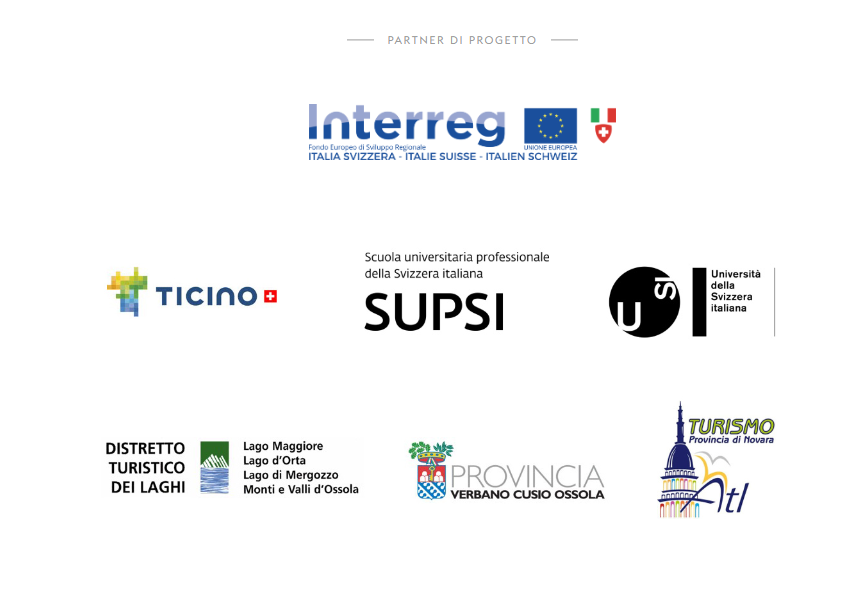 PARTNER DI PROGETTO
Interreg
Fondo Europeo di Sviluppo Regionale
UNIONE EUROPEA
ITALIA SVIZZERA - ITALIE SUISSE - ITALIEN SCHWEIZ
TICINO
Scuola universitaria professionale
della Svizzera italiana
SUPSI
U SI
Università
della
Svizzera
italiana
DISTRETTO
TURISTICO
DEI LAGHI
Lago Maggiore
Lago d'Orta
Lago di Mergozzo
Monti e Valli d'Ossola
PROVINCIA
VERBANO CUSIO OSSOLA
TURISMO
Provincia di Novara
Atl